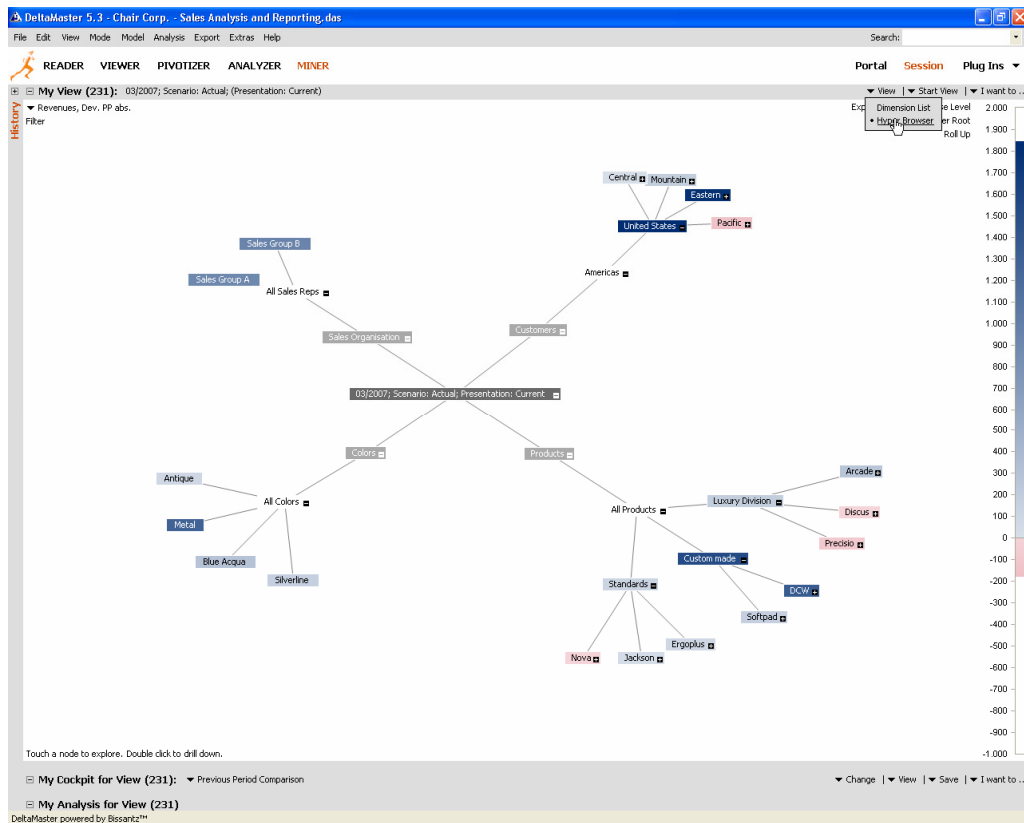 DeltaMaster 5.3 - Chair Corp. - Sales Analysis and Reporting.das
File Edit View Mode Model Analysis Export Extras Help Search:
READER VIEWER PIVOTIZER ANALYZER MINER Portal Session Plug Ins
My View (231): 03/2007; Scenario: Actual; (Presentation: Current) View | Start View | I want to ...
History
Revenues, Dev. PP abs.
Filter
Dimension List
Hyper Browser
Roll Up
2.000
1.900
1.800
1.700
1.600
1.500
1.400
1.300
1.200
1.100
1.000
900
800
700
600
500
400
300
200
100
0
-100
-200
-300
-400
-500
-600
-700
-800
-900
-1.000
Central Mountain
Eastern
United States Pacific
Sales Group B
Americas
Sales Group A
All Sales Reps
Customers
Sales Organisation
03/2007; Scenario: Actual; Presentation: Current
Colors Products
Arcade
Antique
Luxury Division
All Colors
All Products Discus
Metal
Precisio
Blue Acqua Custom made
Silverline Standards
DCW
Softpad
Ergoplus
Nova Jackson
Touch a node to explore. Double click to drill down.
My Cockpit for View (231): Previous Period Comparison Change | View | Save | I want to ...
My Analysis for View (231)
DeltaMaster powered by Bissantz™